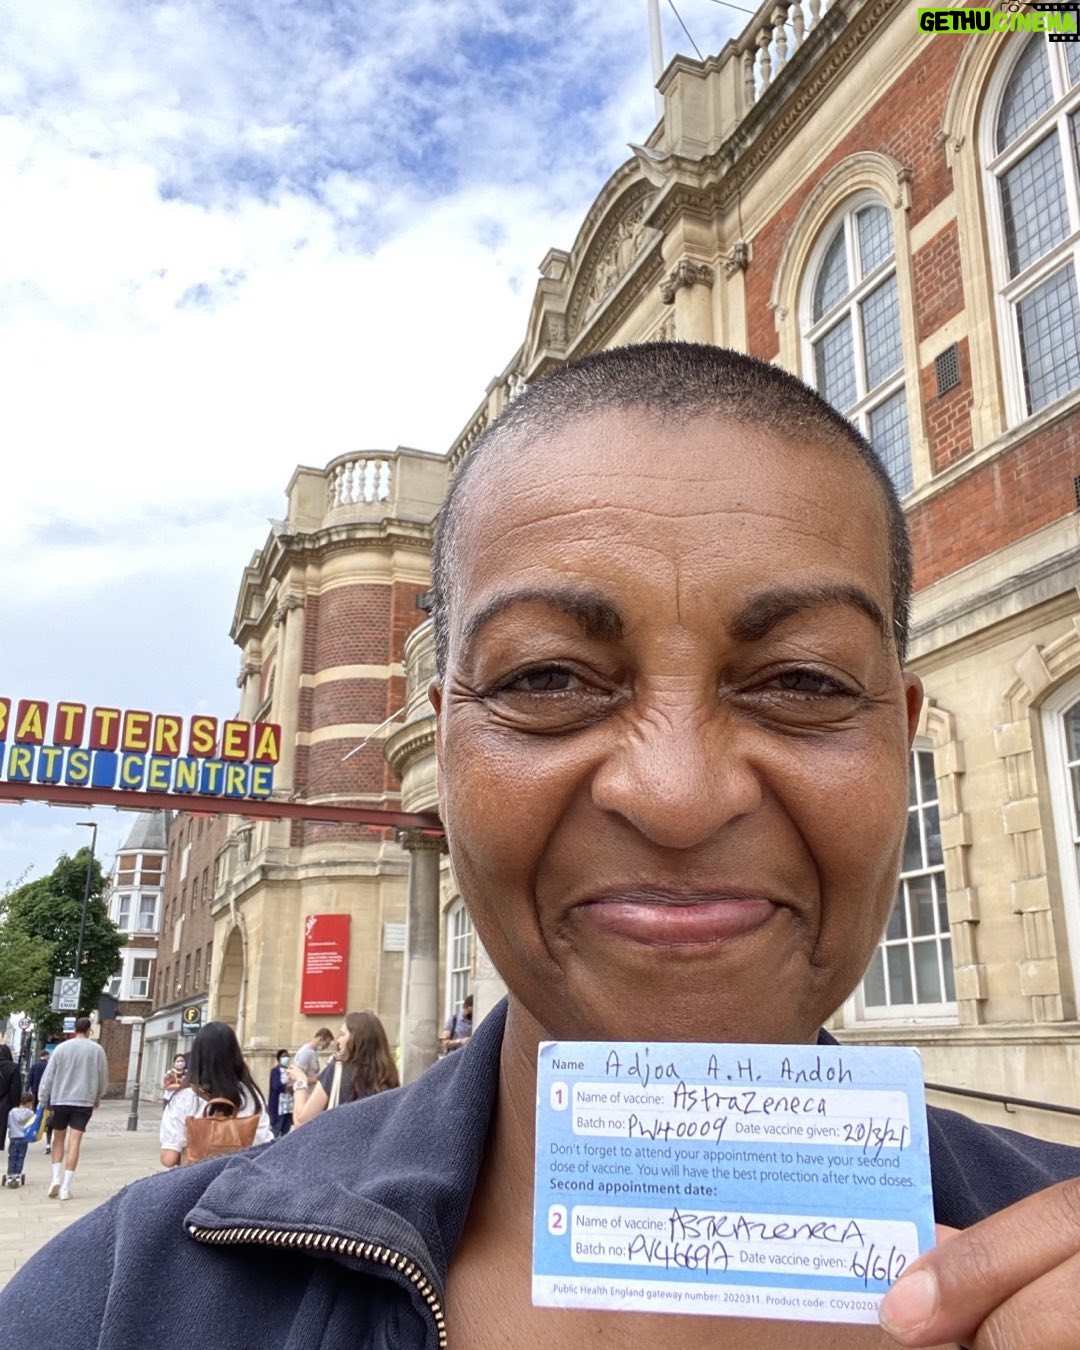 GETHUCINEMA
BATTERSEA
ARTS CENTRE
ENDS
F
Name Adjoa A.H. Andoh
1 Name of vaccine: AstraZeneca
Batch no: PW40009 Date vaccine given: 20/3/21
Don't forget to attend your appointment to have your second
dose of vaccine. You will have the best protection after two doses.
Second appointment date:
2 Name of vaccine: ASTRAZENECA
Batch no: PV46697 Date vaccine given: 6/6/2
Public Health England gateway number: 2020311. Product code: COV20203